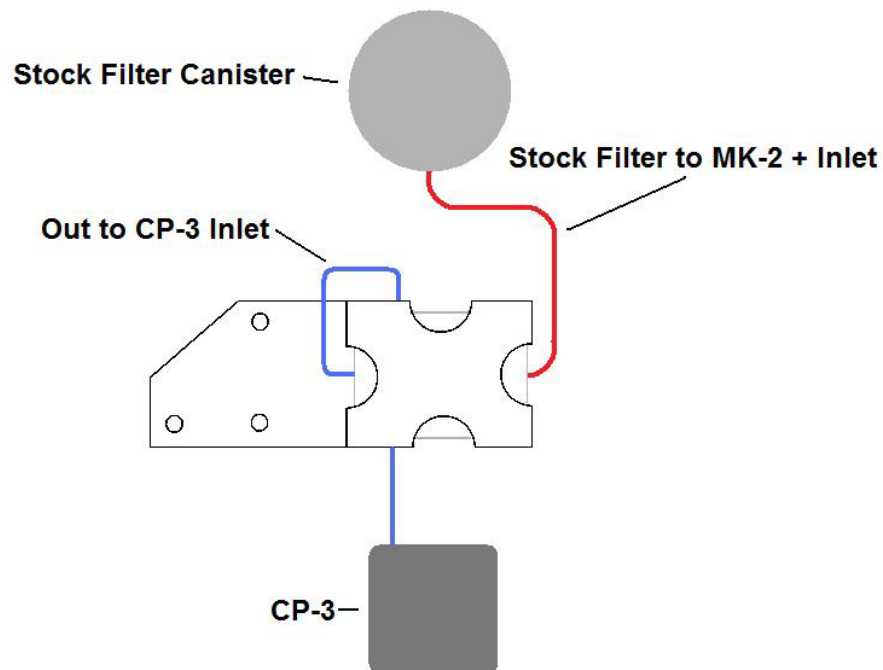 Stock Filter Canister
Stock Filter to MK-2 + Inlet
Out to CP-3 Inlet
CP-3